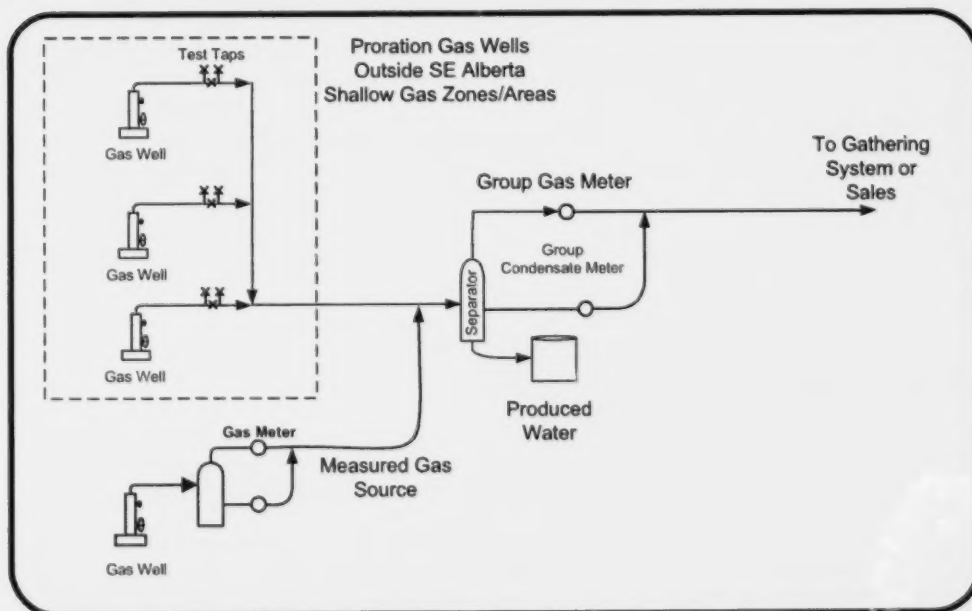 Test Taps
Proration Gas Wells
Outside SE Alberta
Shallow Gas Zones/Areas
Gas Well
To Gathering
System or
Sales
Group Gas Meter
Gas Well
Group
Condensate Meter
Separator
Gas Well
Produced
Water
Gas Meter
Measured Gas
Source
Gas Well